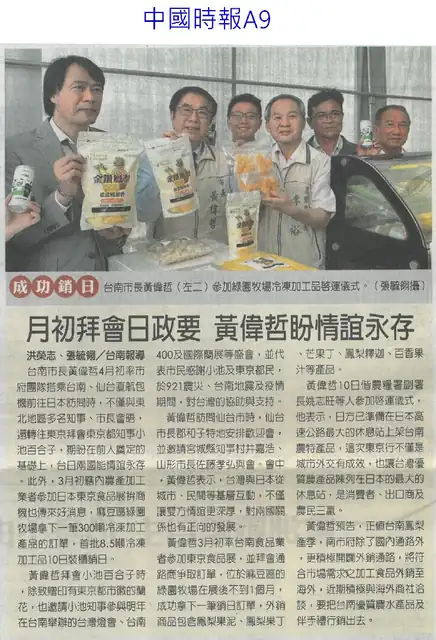 中國時報A9
金鑽鳳梨
金鑽鳳梨
成功銷日
台南市長黃偉哲（左二）參加綠園牧場冷凍加工品啓運儀式。（張毓翎攝）
月初拜會日政要 黃偉哲盼情誼永存
洪榮志、張毓翎／台南報導
台南市長黃偉哲4月初率市
府團隊搭乘台南、仙台直航包
機前往日本訪問時，不僅與東
北地區多名知事、市長會晤，
還轉往東京拜會東京都知事小
池百合子，期盼在前人奠定的
基礎上，台日兩國能情誼永存
。此外，3月初轄內農產加工
業者參加日本東京食品展拚商
機也傳來好消息，麻豆區綠園
牧場拿下一筆300噸冷凍加工
產品的訂單，首批8.5噸冷凍
加工品10日裝櫃銷日。
黃偉哲拜會小池百合子時，
除致贈印有東京都市徽的蘭
花，也邀請小池知事參與明年
在台南舉辦的台灣燈會、台南
400及國際蘭展等盛會，並代
表市民感謝小池及東京都民，
於921震災、台南地震及疫情
期間，對台灣的協助與支持。
黃偉哲訪問仙台市時，仙台
市長郡和子特地安排歡迎會，
並邀請宮城縣知事村井嘉浩、
山形市長佐藤孝弘與會。會中
，黃偉哲表示，台灣與日本從
城市、民間等基層互動，不僅
讓雙方情誼更深厚，對兩國關
係也有正向的發展。
黃偉哲3月初率台南食品業
者參加東京食品展，並拜會通
路商爭取訂單，位於麻豆區的
綠園牧場在展後不到1個月，
成功拿下一筆銷日訂單，外銷
商品包含鳳梨果泥、鳳梨果丁
、芒果丁、鳳梨釋迦、百香果
汁等產品。
黃偉哲10日偕農糧署副署
長姚志旺等人參加啓運儀式，
他表示，日方已準備在日本高
速公路最大的休息站上架台南
農特產品，這次東行不僅是
城市外交有成效，也讓台灣優
質農產品陳列在日本的最大的
休息站，是消費者、出口商及
農民三贏。
黃偉哲預告，正值台南鳳梨
產季，南市府除了國內通路外
，更積極開闢外銷通路，將符
合市場需求之加工食品外銷至
海外，近期積極與海外商社洽
談，要把台南優質農水產品及
伴手禮行銷出去。